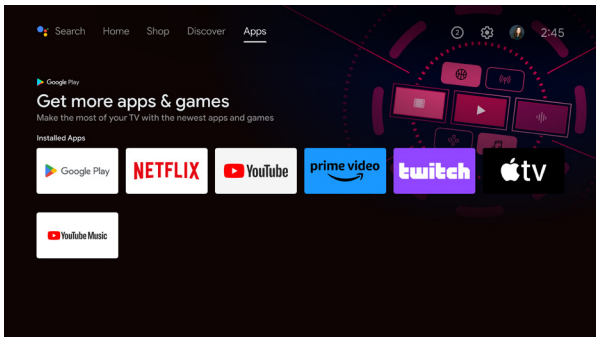 Search Home Shop Discover Apps 2 2:45
Google Play
Get more apps & games
Make the most of your TV with the newest apps and games
Installed Apps
Google Play NETFLIX YouTube prime video twitch tv
YouTube Music